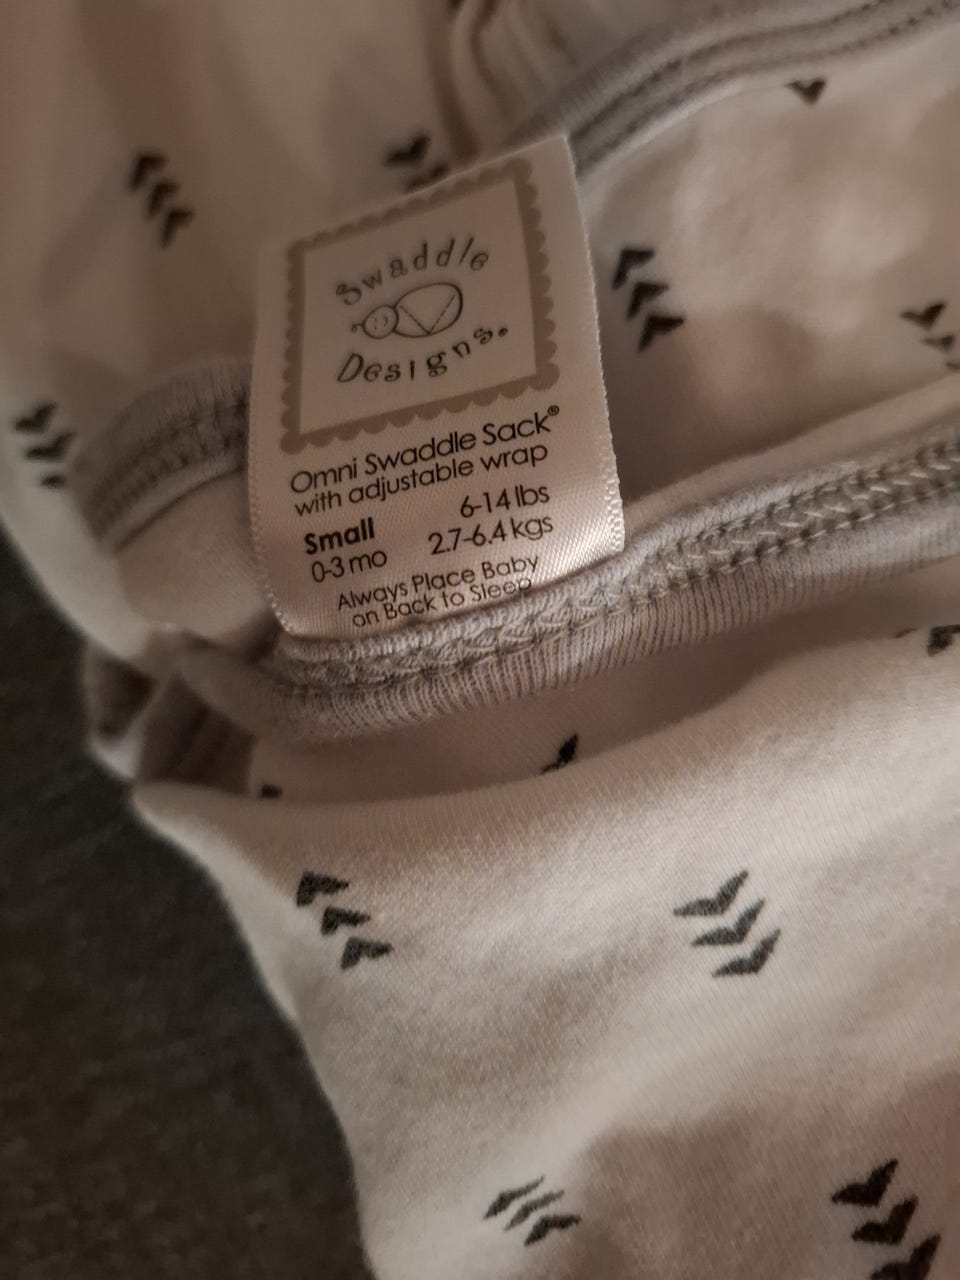 Swaddle
Designs.
Omni Swaddle Sack®
with adjustable wrap
Small 6-14 lbs
0-3 mo 2.7-6.4 kgs
Always Place Baby
on Back to Sleep